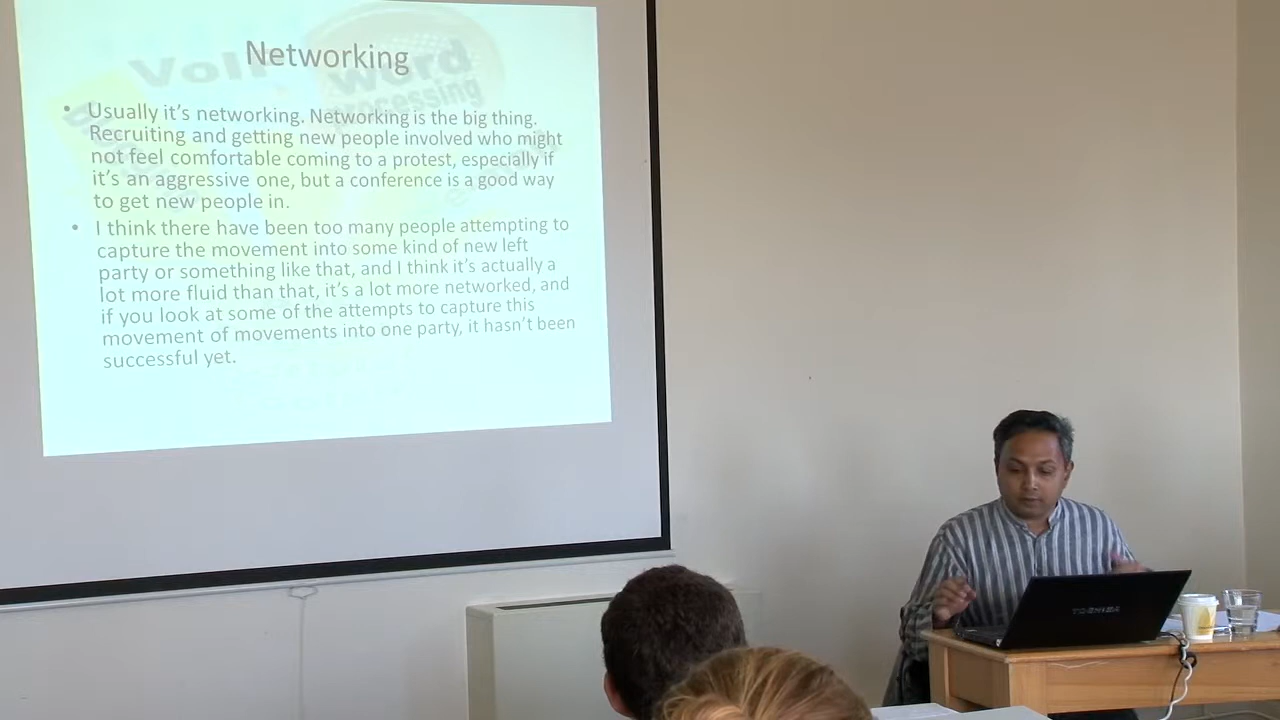 Networking
• Usually it's networking. Networking is the big thing.
Recruiting and getting new people involved who might
not feel comfortable coming to a protest, especially if
it's an aggressive one, but a conference is a good way
to get new people in.
• I think there have been too many people attempting to
capture the movement into some kind of new left
party or something like that, and I think it's actually a
lot more fluid than that, it's a lot more networked, and
if you look at some of the attempts to capture this
movement of movements into one party, it hasn't been
successful yet.
VoIP
word
processing
TOSHIBA